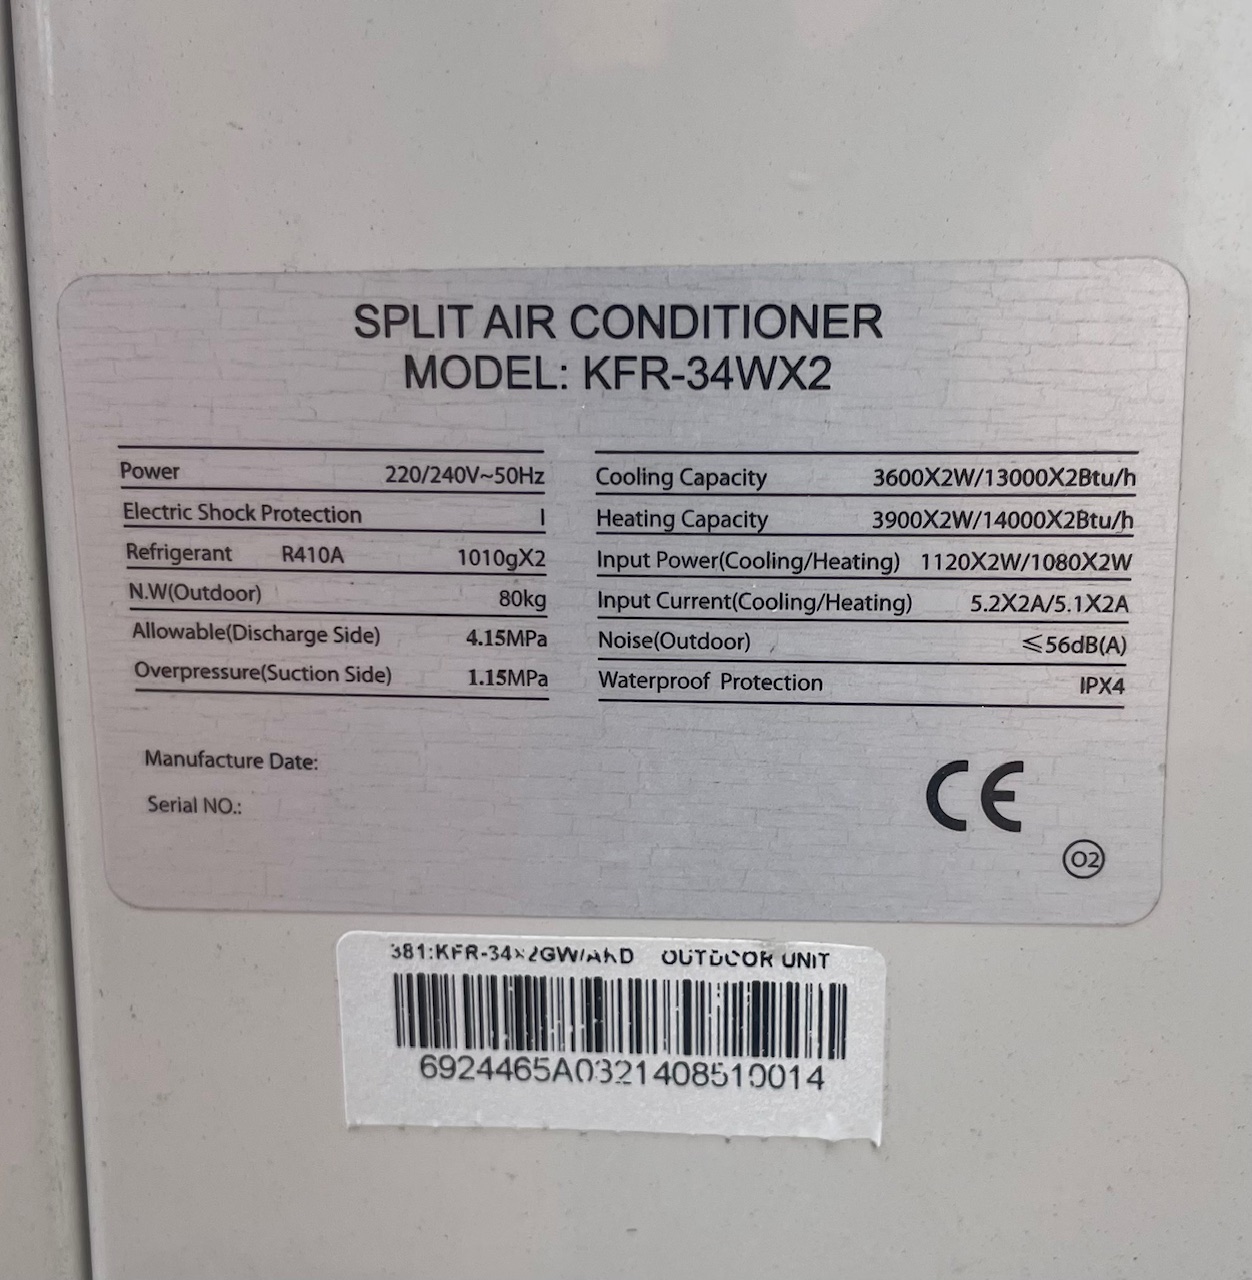 SPLIT AIR CONDITIONER
MODEL: KFR-34WX2
Power 220/240V~50Hz
Electric Shock Protection I
Refrigerant R410A 1010gX2
N.W(Outdoor) 80kg
Allowable(Discharge Side) 4.15MPa
Overpressure(Suction Side) 1.15MPa
Cooling Capacity 3600X2W/13000X2Btu/h
Heating Capacity 3900X2W/14000X2Btu/h
Input Power(Cooling/Heating) 1120X2W/1080X2W
Input Current(Cooling/Heating) 5.2X2A/5.1X2A
Noise(Outdoor) ≤56dB(A)
Waterproof Protection IPX4
Manufacture Date:
Serial NO.:
CE
02
OUTDOOR UNIT
6924465A0321408510014